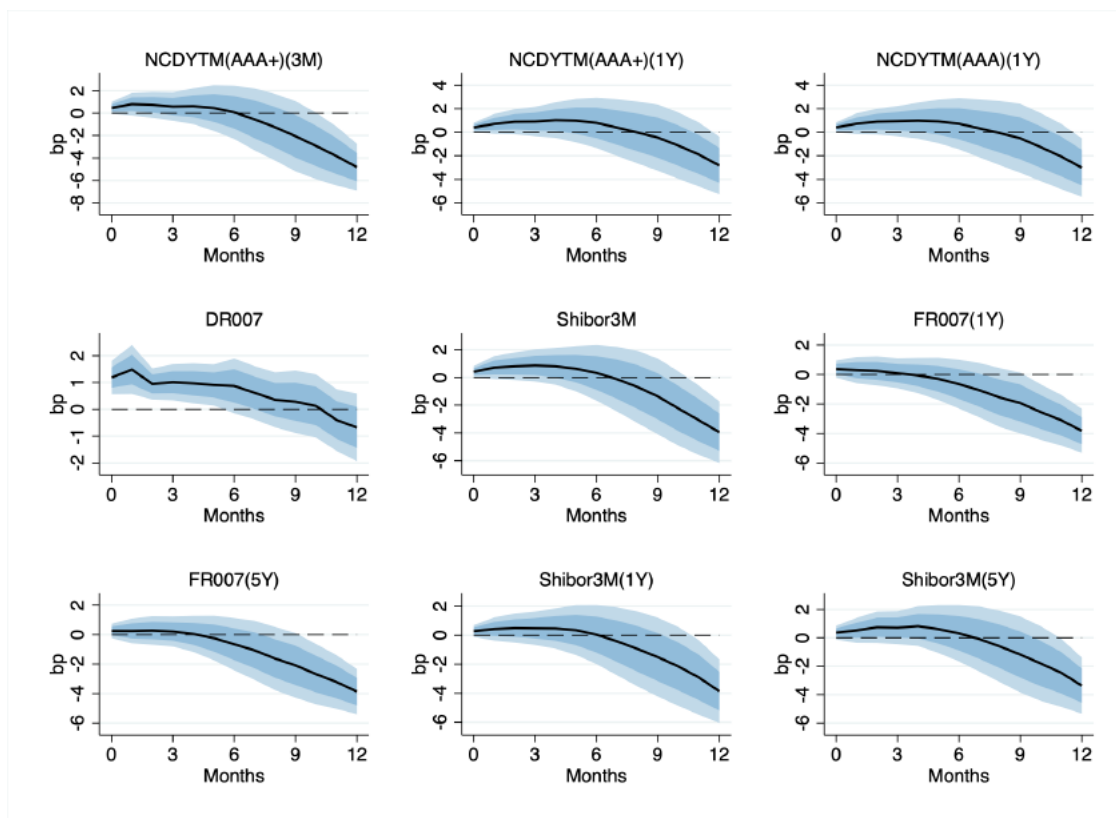 NCDYTM(AAA+)(3M)
bp
2
0
-2
-4
-6
-8
0 3 6 9 12
Months
NCDYTM(AAA+)(1Y)
bp
4
2
0
-2
-4
-6
0 3 6 9 12
Months
NCDYTM(AAA)(1Y)
bp
4
2
0
-2
-4
-6
0 3 6 9 12
Months
DR007
bp
2
1
0
-1
-2
0 3 6 9 12
Months
Shibor3M
bp
2
0
-2
-4
-6
0 3 6 9 12
Months
FR007(1Y)
bp
2
0
-2
-4
-6
0 3 6 9 12
Months
FR007(5Y)
bp
2
0
-2
-4
-6
0 3 6 9 12
Months
Shibor3M(1Y)
bp
2
0
-2
-4
-6
0 3 6 9 12
Months
Shibor3M(5Y)
bp
2
0
-2
-4
-6
0 3 6 9 12
Months